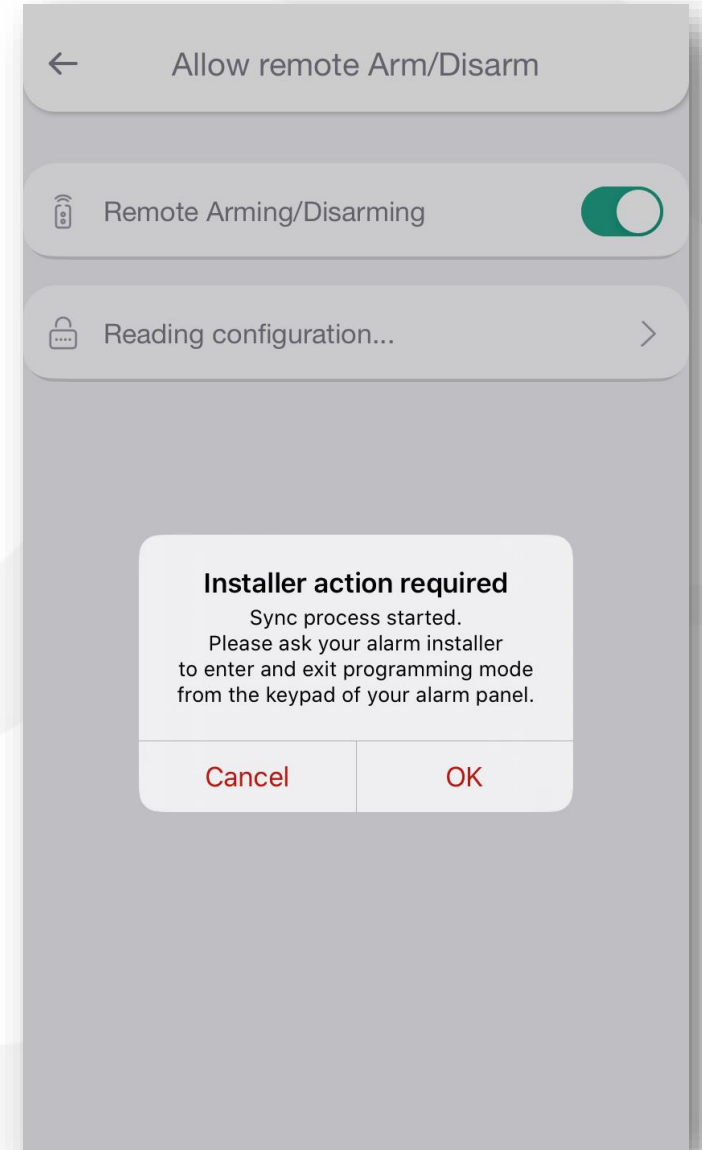 Allow remote Arm/Disarm
Remote Arming/Disarming
Reading configuration...
Installer action required
Sync process started.
Please ask your alarm installer
to enter and exit programming mode
from the keypad of your alarm panel.
Cancel
OK